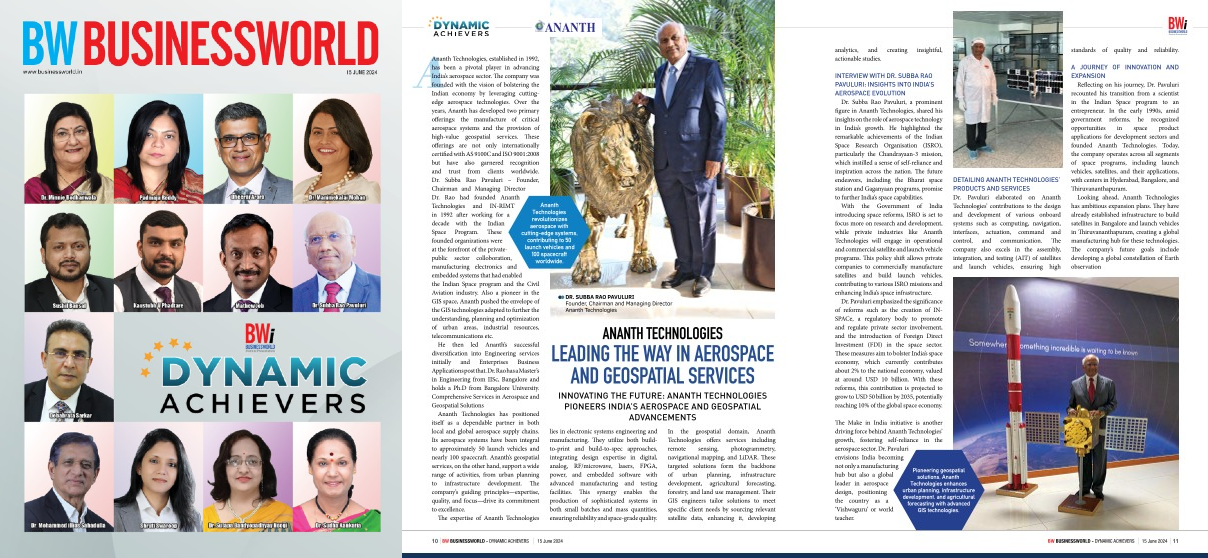 BW BUSINESSWORLD
www.businessworld.in
15 JUNE 2024
Dr. Minnie Bodhanwala
Padmaja Reddy
Dheeraj Arora
Dr Manimekalai Mohan
Sushil Bansal
Kaustubh A Phadtare
Mathew Job
Dr. Subba Rao Pavuluri
Debabrata Sarkar
BWi
BUSINESSWORLD
DYNAMIC
ACHiEVERS
Dr. Mohammed Irfan Sahadulla
Shruti Swaroop
Dr. Sudha Kankaria
DYNAMIC
ACHiEVERS
ANANTH
Ananth Technologies, established in 1992,
has been a pivotal player in advancing
India's aerospace sector. The company was
founded with the vision of bolstering the
Indian economy by leveraging cutting-
edge aerospace technologies. Over the
years, Ananth has developed two primary
offerings: the manufacture of critical
aerospace systems and the provision of
high-value geospatial services. These
offerings are not only internationally
certified with AS 9100C and ISO 9001:2008
but have also garnered recognition
and trust from clients worldwide.
Dr. Subba Rao Pavuluri – Founder,
Chairman and Managing Director
Dr. Rao had founded Ananth
Technologies and IN-RIMT
in 1992 after working for a
decade with the Indian
Space Program. These
founded organizations were
at the forefront of the private-
public sector collaboration,
manufacturing electronics and
embedded systems that had enabled
the Indian Space program and the Civil
Aviation industry. Also a pioneer in the
GIS space, Ananth pushed the envelope of
the GIS technologies adapted to further the
understanding, planning and optimization
of urban areas, industrial resources,
telecommunications etc.
He then led Ananth's successful
diversification into Engineering services
initially and Enterprises Business
Applications post that. Dr. Rao has a Master's
in Engineering from IISc, Bangalore and
holds a Ph.D from Bangalore University.
Comprehensive Services in Aerospace and
Geospatial Solutions
Ananth Technologies has positioned
itself as a dependable partner in both
local and global aerospace supply chains.
Its aerospace systems have been integral
to approximately 50 launch vehicles and
nearly 100 spacecraft. Ananth's geospatial
services, on the other hand, support a wide
range of activities, from urban planning
to infrastructure development. The
company's guiding principles—expertise,
quality, and focus—drive its commitment
to excellence.
The expertise of Ananth Technologies
Ananth
Technologies
revolutionizes
aerospace with
cutting-edge systems,
contributing to 50
launch vehicles and
100 spacecraft
worldwide.
DR. SUBBA RAO PAVULURI
Founder, Chairman and Managing Director
Ananth Technologies
ANANTH TECHNOLOGIES
LEADING THE WAY IN AEROSPACE
AND GEOSPATIAL SERVICES
INNOVATING THE FUTURE: ANANTH TECHNOLOGIES
PIONEERS INDIA'S AEROSPACE AND GEOSPATIAL
ADVANCEMENTS
lies in electronic systems engineering and
manufacturing. They utilize both build-
to-print and build-to-spec approaches,
integrating design expertise in digital,
analog, RF/microwave, lasers, FPGA,
power, and embedded software with
advanced manufacturing and testing
facilities. This synergy enables the
production of sophisticated systems in
both small batches and mass quantities,
ensuring reliability and space-grade quality.
In the geospatial domain, Ananth
Technologies offers services including
remote sensing, photogrammetry,
navigational mapping, and LiDAR. These
targeted solutions form the backbone
of urban planning, infrastructure
development, agricultural forecasting,
forestry, and land use management. Their
GIS engineers tailor solutions to meet
specific client needs by sourcing relevant
satellite data, enhancing it, developing
10 BW BUSINESSWORLD – DYNAMIC ACHIEVERS 15 June 2024
analytics, and creating insightful,
actionable studies.
INTERVIEW WITH DR. SUBBA RAO
PAVULURI: INSIGHTS INTO INDIA'S
AEROSPACE EVOLUTION
Dr. Subba Rao Pavuluri, a prominent
figure in Ananth Technologies, shared his
insights on the role of aerospace technology
in India's growth. He highlighted the
remarkable achievements of the Indian
Space Research Organisation (ISRO),
particularly the Chandrayaan-3 mission,
which instilled a sense of self-reliance and
inspiration across the nation. The future
endeavors, including the Bharat space
station and Gaganyaan programs, promise
to further India's space capabilities.
With the Government of India
introducing space reforms, ISRO is set to
focus more on research and development,
while private industries like Ananth
Technologies will engage in operational
and commercial satellite and launch vehicle
programs. This policy shift allows private
companies to commercially manufacture
satellites and build launch vehicles,
contributing to various ISRO missions and
enhancing India's space infrastructure.
Dr. Pavuluri emphasized the significance
of reforms such as the creation of IN-
SPACe, a regulatory body to promote
and regulate private sector involvement,
and the introduction of Foreign Direct
Investment (FDI) in the space sector.
These measures aim to bolster India's space
economy, which currently contributes
about 2% to the national economy, valued
at around USD 10 billion. With these
reforms, this contribution is projected to
grow to USD 50 billion by 2035, potentially
reaching 10% of the global space economy.
The Make in India initiative is another
driving force behind Ananth Technologies'
growth, fostering self-reliance in the
aerospace sector. Dr. Pavuluri
envisions India becoming
not only a manufacturing
hub but also a global
leader in aerospace
design, positioning
the country as a
'Vishwaguru' or world
teacher.
Pioneering geospatial
solutions, Ananth
Technologies enhances
urban planning, infrastructure
development, and agricultural
forecasting with advanced
GIS technologies.
DETAILING ANANTH TECHNOLOGIES'
PRODUCTS AND SERVICES
Dr. Pavuluri elaborated on Ananth
Technologies' contributions to the design
and development of various onboard
systems such as computing, navigation,
interfaces, actuation, command and
control, and communication. The
company also excels in the assembly,
integration, and testing (AIT) of satellites
and launch vehicles, ensuring high
BWi
standards of quality and reliability.
A JOURNEY OF INNOVATION AND
EXPANSION
Reflecting on his journey, Dr. Pavuluri
recounted his transition from a scientist
in the Indian Space program to an
entrepreneur. In the early 1990s, amid
government reforms, he recognized
opportunities in space product
applications for development sectors and
founded Ananth Technologies. Today,
the company operates across all segments
of space programs, including launch
vehicles, satellites, and their applications,
with centers in Hyderabad, Bangalore, and
Thiruvananthapuram.
Looking ahead, Ananth Technologies
has ambitious expansion plans. They have
already established infrastructure to build
satellites in Bangalore and launch vehicles
in Thiruvananthapuram, creating a global
manufacturing hub for these technologies.
The company's future goals include
developing a global constellation of Earth
observation
Somewhere, something incredible is waiting to be known
BW BUSINESSWORLD – DYNAMIC ACHIEVERS 15 June 2024 11